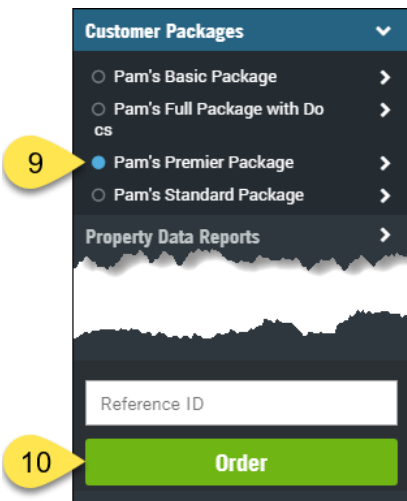 Customer Packages
Pam's Basic Package
Pam's Full Package with Do
cs
9
Pam's Premier Package
Pam's Standard Package
Property Data Reports
Reference ID
10
Order